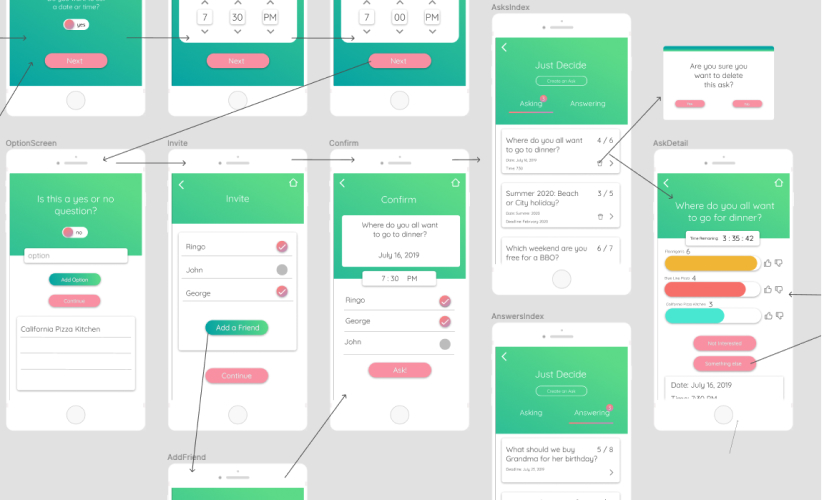 a date or time?
yes
Next
7 30 PM
Next
7 00 PM
Next
AsksIndex
Just Decide
Create an Ask
Asking
Answering
Where do you all want
to go to dinner?
4 / 6
Date: July 16, 2019
Time: 7:30
Summer 2020: Beach
or City holiday?
3 / 5
Date: Summer 2020
Deadline: February 2020
Which weekend are you
free for a BBQ?
6 / 7
Are you sure you
want to delete
this ask?
OptionScreen
Is this a yes or no
question?
no
option
Add Option
Continue
California Pizza Kitchen
Invite
Invite
Ringo
John
George
Add a Friend
Continue
Confirm
Confirm
Where do you all want
to go to dinner?
July 16, 2019
7 : 30 PM
Ringo
George
John
Ask!
AskDetail
Where do you all want
to go for dinner?
Time Remaining 3 : 35 : 42
6
4
California Pizza Kitchen 3
Not Interested
Something Else
Date: July 16, 2019
Time: 7:30 PM
AnswersIndex
Just Decide
Create an Ask
Asking
Answering
What should we buy
Grandma for her birthday?
5 / 8
Deadline: July 21, 2019
AddFriend